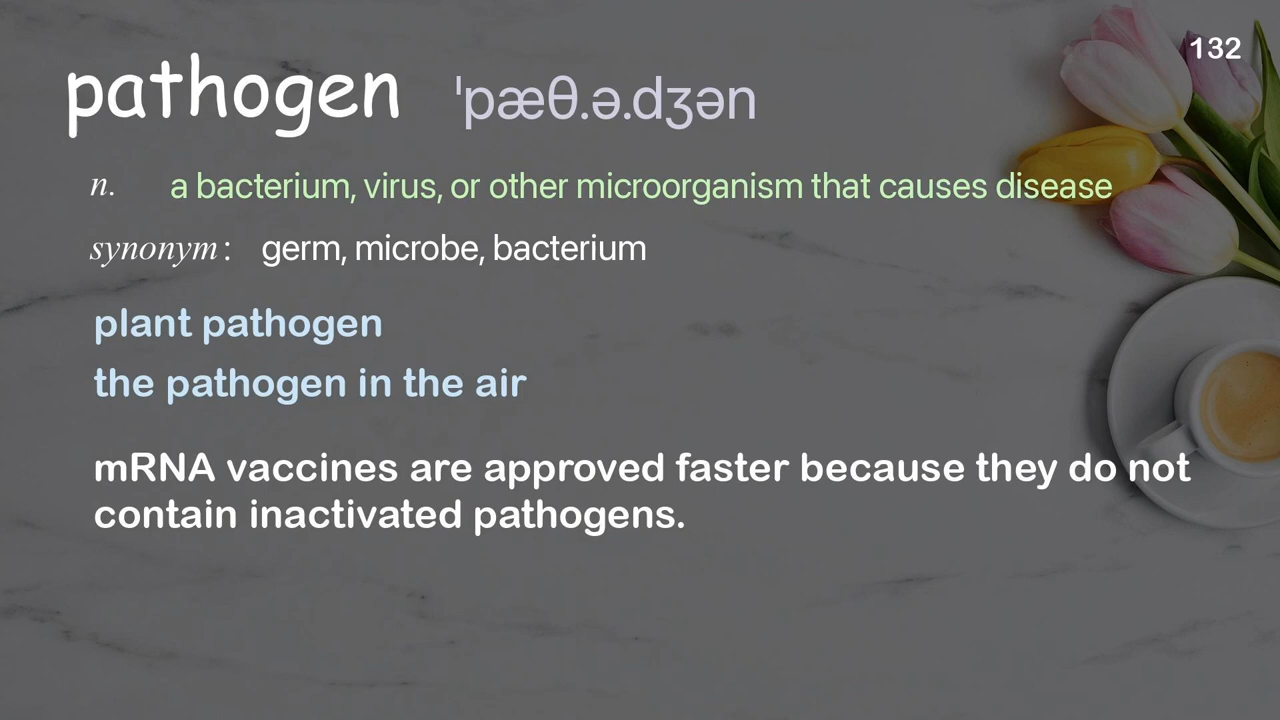 132
pathogen ˈpæθ.ə.dʒən
n. a bacterium, virus, or other microorganism that causes disease
synonym: germ, microbe, bacterium
plant pathogen
the pathogen in the air
mRNA vaccines are approved faster because they do not
contain inactivated pathogens.